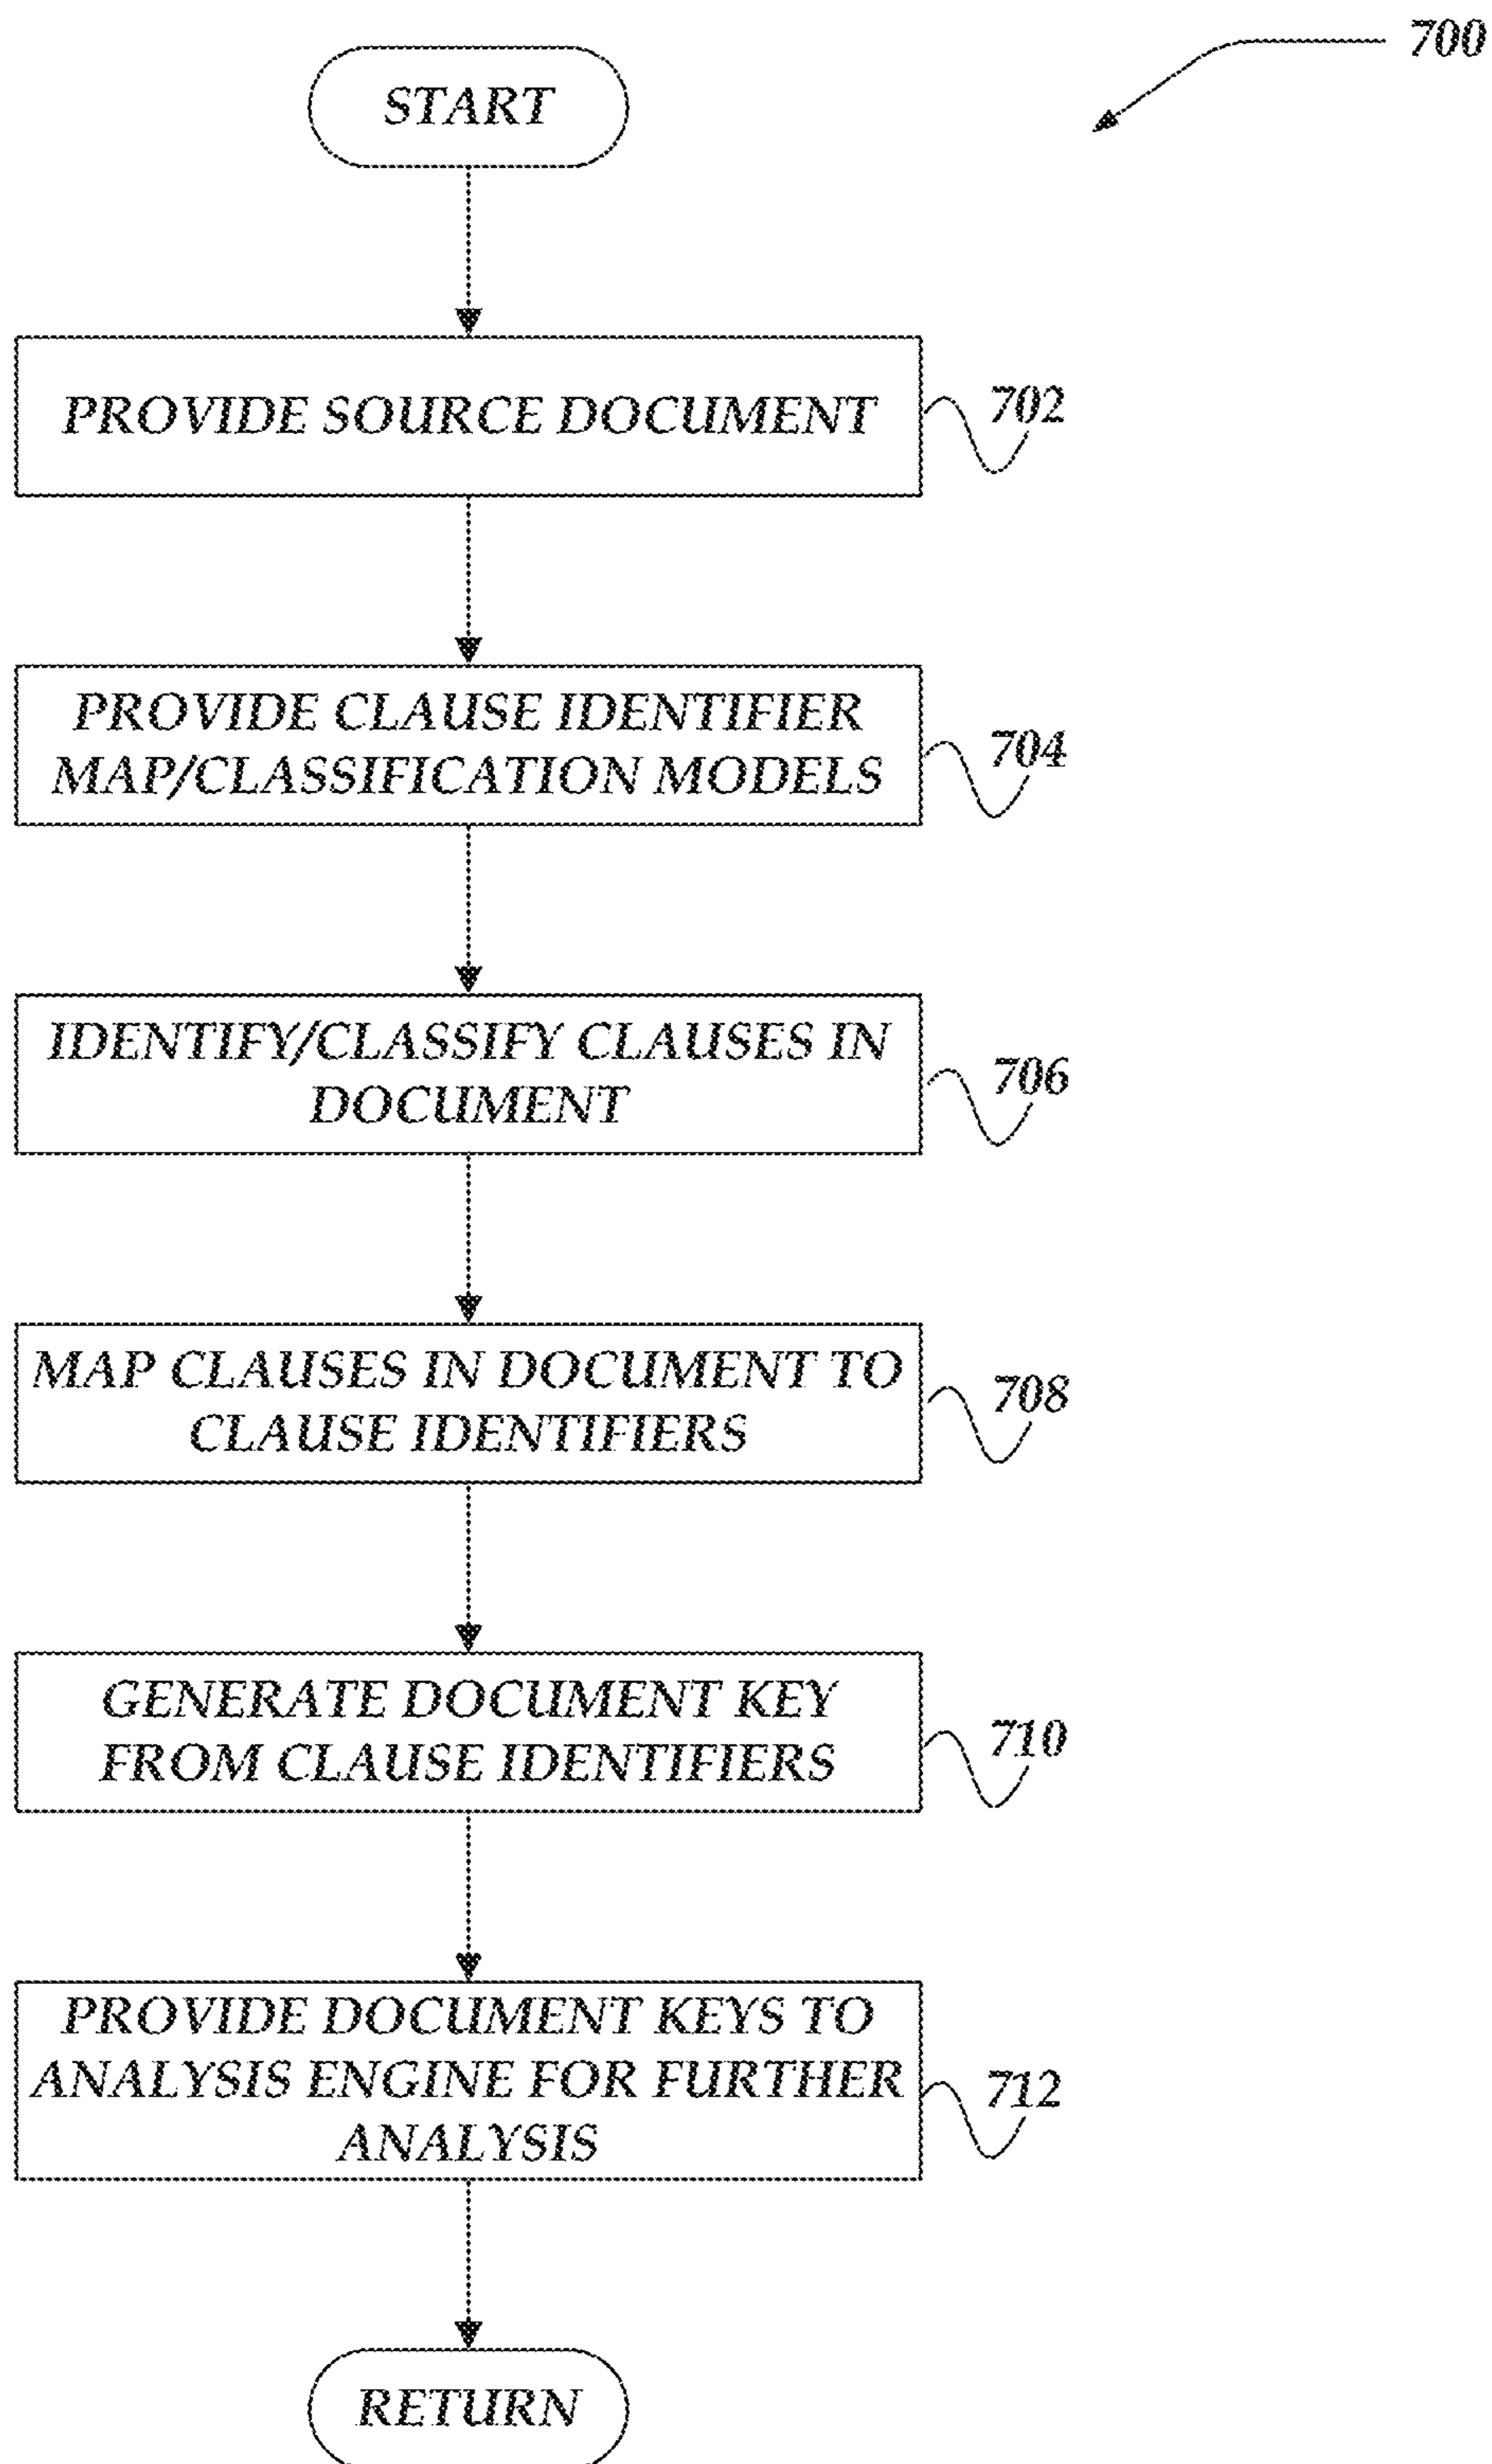 700
START
PROVIDE SOURCE DOCUMENT
702
PROVIDE CLAUSE IDENTIFIER
MAP/CLASSIFICATION MODELS
704
IDENTIFY/CLASSIFY CLAUSES IN
DOCUMENT
706
MAP CLAUSES IN DOCUMENT TO
CLAUSE IDENTIFIERS
708
GENERATE DOCUMENT KEY
FROM CLAUSE IDENTIFIERS
710
PROVIDE DOCUMENT KEYS TO
ANALYSIS ENGINE FOR FURTHER
ANALYSIS
712
RETURN